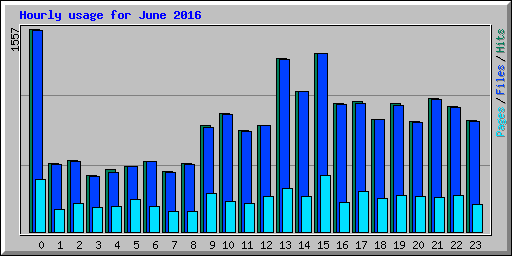 Hourly usage for June 2016
1557
Pages/Files/Hits
0 1 2 3 4 5 6 7 8 9 10 11 12 13 14 15 16 17 18 19 20 21 22 23